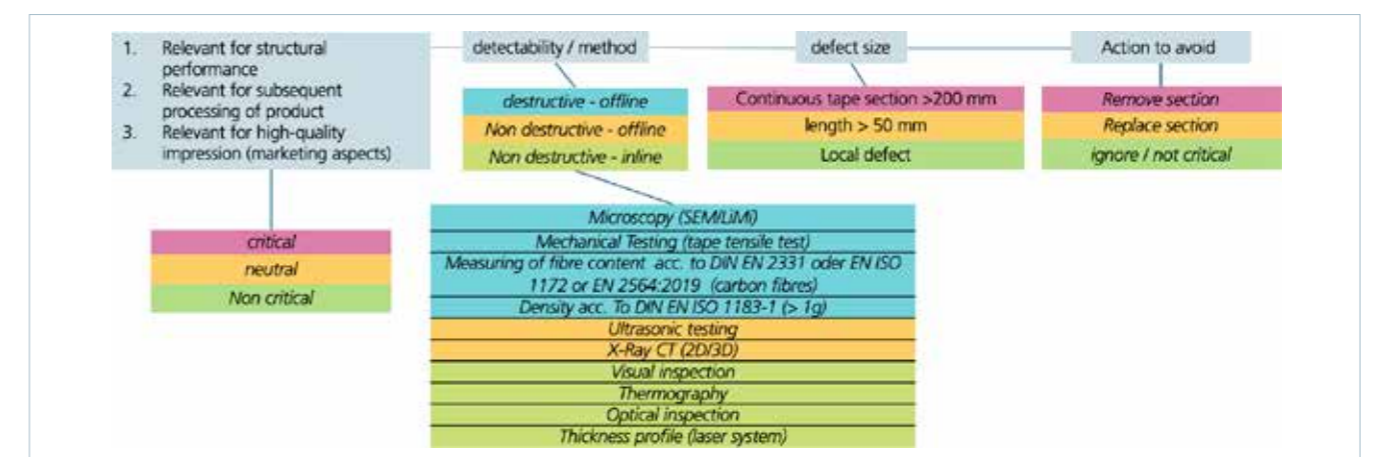 1. Relevant for structural
performance
2. Relevant for subsequent
processing of product
3. Relevant for high-quality
impression (marketing aspects)
critical
neutral
Non critical
detectability / method
destructive - offline
Non destructive - offline
Non destructive - inline
Microscopy (SEM/LiMi)
Mechanical Testing (tape tensile test)
Measuring of fibre content acc. to DIN EN 2331 oder EN ISO
1172 or EN 2564:2019 (carbon fibres)
Density acc. To DIN EN ISO 1183-1 (> 1g)
Ultrasonic testing
X-Ray CT (2D/3D)
Visual inspection
Thermography
Optical inspection
Thickness profile (laser system)
defect size
Continuous tape section >200 mm
length > 50 mm
Local defect
Action to avoid
Remove section
Replace section
ignore / not critical